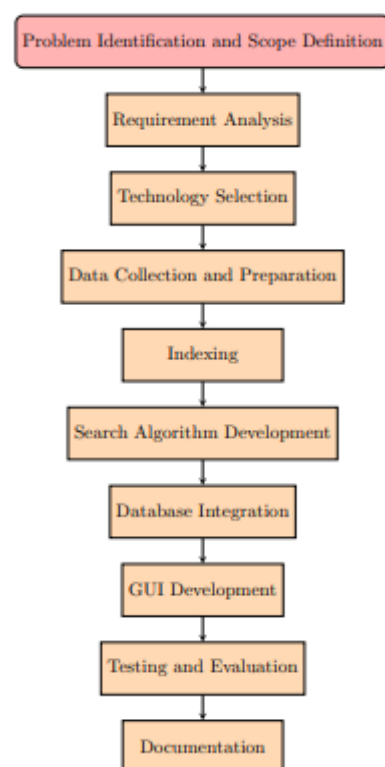 Problem Identification and Scope Definition
Requirement Analysis
Technology Selection
Data Collection and Preparation
Indexing
Search Algorithm Development
Database Integration
GUI Development
Testing and Evaluation
Documentation